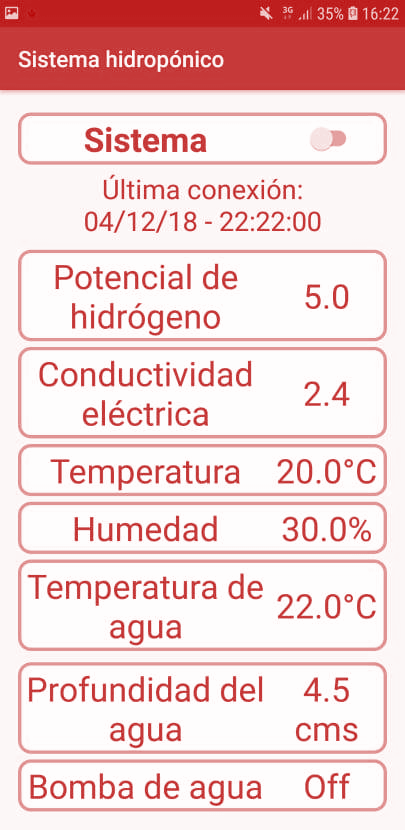 3G 35% 16:22
Sistema hidropónico
Sistema
Última conexión:
04/12/18 - 22:22:00
Potencial de
hidrógeno
5.0
Conductividad
eléctrica
2.4
Temperatura 20.0°C
Humedad 30.0%
Temperatura de
agua
22.0°C
Profundidad del
agua
4.5
cms
Bomba de agua Off